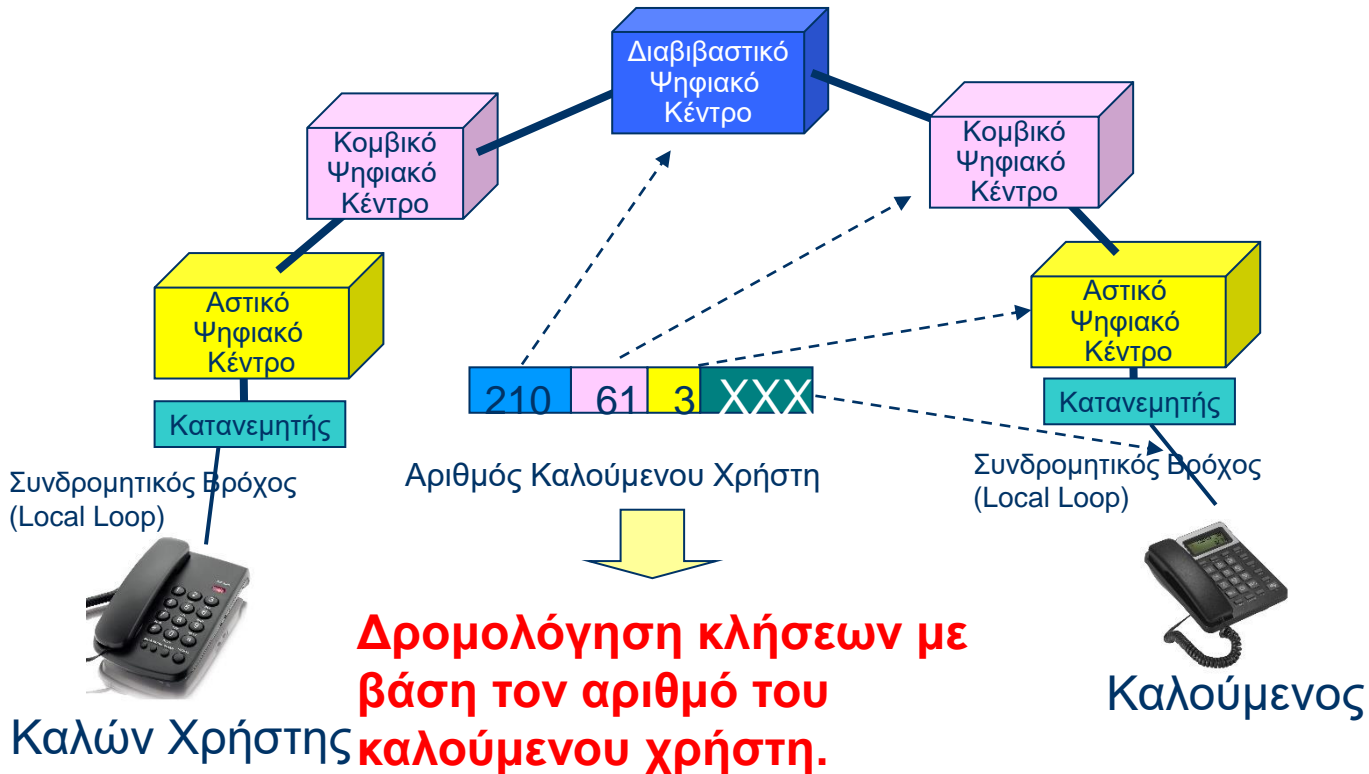 Διαβιβαστικό
Ψηφιακό
Κέντρο
Κομβικό
Ψηφιακό
Κέντρο
Κομβικό
Ψηφιακό
Κέντρο
Αστικό
Ψηφιακό
Κέντρο
Αστικό
Ψηφιακό
Κέντρο
210 61 3 XXX
Κατανεμητής
Κατανεμητής
Αριθμός Καλούμενου Χρήστη
Συνδρομητικός Βρόχος
(Local Loop)
Συνδρομητικός Βρόχος
(Local Loop)
Δρομολόγηση κλήσεων με
βάση τον αριθμό του
καλούμενου χρήστη.
Καλών Χρήστης
Καλούμενος